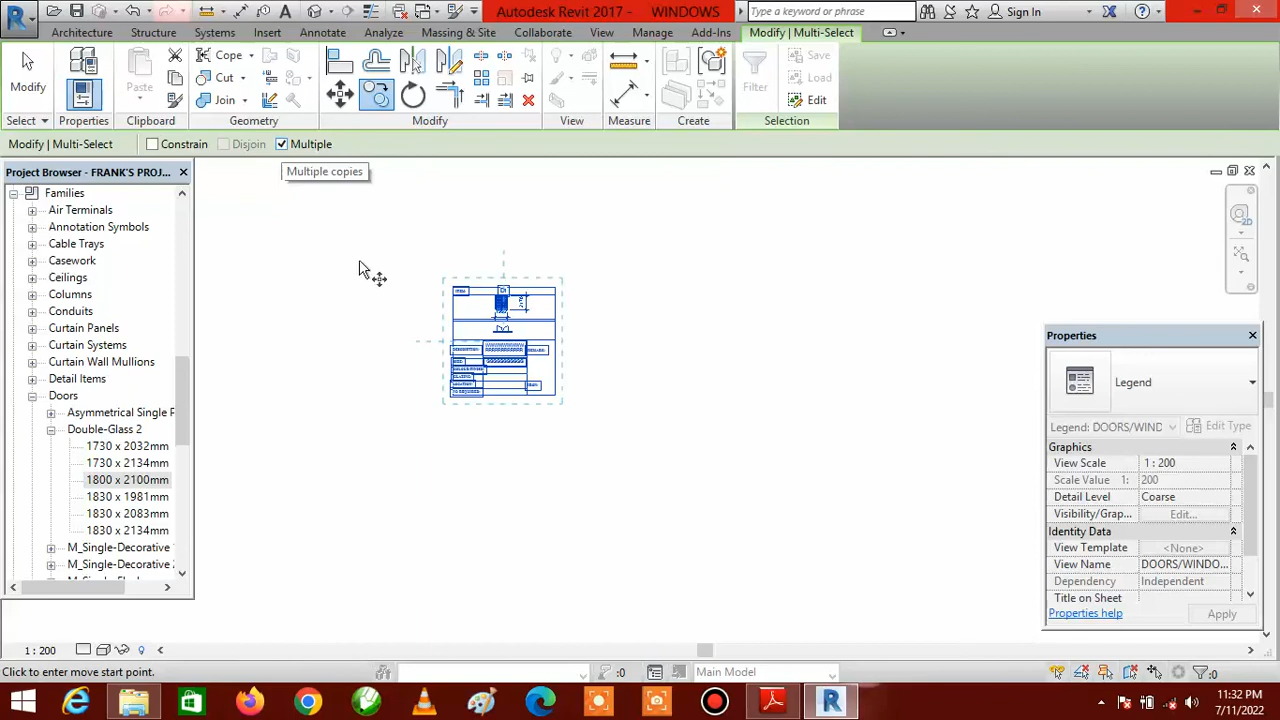 Autodesk Revit 2017 - WINDOWS
Type a keyword or phrase
Sign In
Architecture Structure Systems Insert Annotate Analyze Massing & Site Collaborate View Manage Add-Ins Modify | Multi-Select
Modify
Paste
Cope
Cut
Join
Filter
Save
Load
Edit
Select Properties Clipboard Geometry Modify View Measure Create Selection
Modify | Multi-Select Constrain Disjoin Multiple
Multiple copies
Project Browser - FRANK'S PROJ...
Families
Air Terminals
Annotation Symbols
Cable Trays
Casework
Ceilings
Columns
Conduits
Curtain Panels
Curtain Systems
Curtain Wall Mullions
Detail Items
Doors
Asymmetrical Single F
Double-Glass 2
1730 x 2032mm
1730 x 2134mm
1800 x 2100mm
1830 x 1981mm
1830 x 2083mm
1830 x 2134mm
M_Single-Decorative
M_Single-Decorative
2D
Properties
Legend
Legend: DOORS/WIND Edit Type
Graphics
View Scale 1 : 200
Scale Value 1: 200
Detail Level Coarse
Visibility/Grap... Edit...
Identity Data
View Template <None>
View Name DOORS/WINDO...
Dependency Independent
Title on Sheet
Properties help Apply
1 : 200
Click to enter move start point. :0 Main Model :0
11:32 PM
7/11/2022